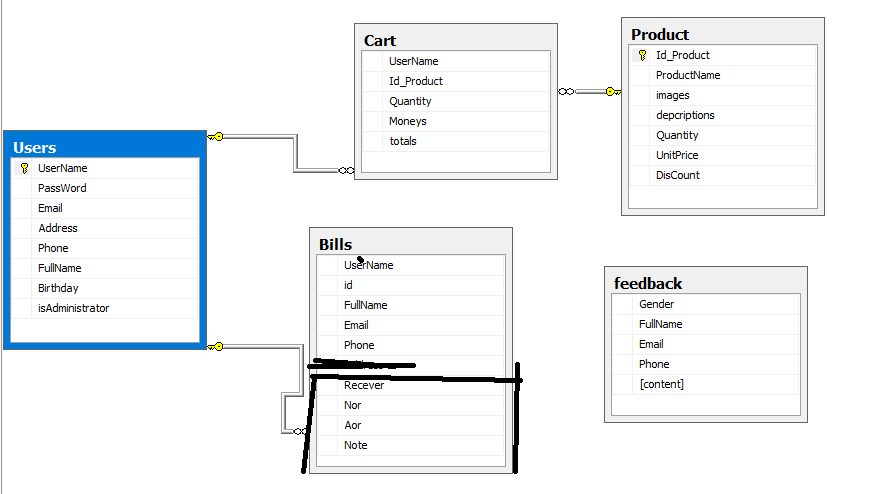 Cart
UserName
Id_Product
Quantity
Moneys
totals
Product
Id_Product
ProductName
images
depcriptions
Quantity
UnitPrice
DisCount
Users
UserName
PassWord
Email
Address
Phone
FullName
Birthday
isAdministrator
Bills
UserName
id
FullName
Email
Phone
Recever
Nor
Aor
Note
feedback
Gender
FullName
Email
Phone
[content]